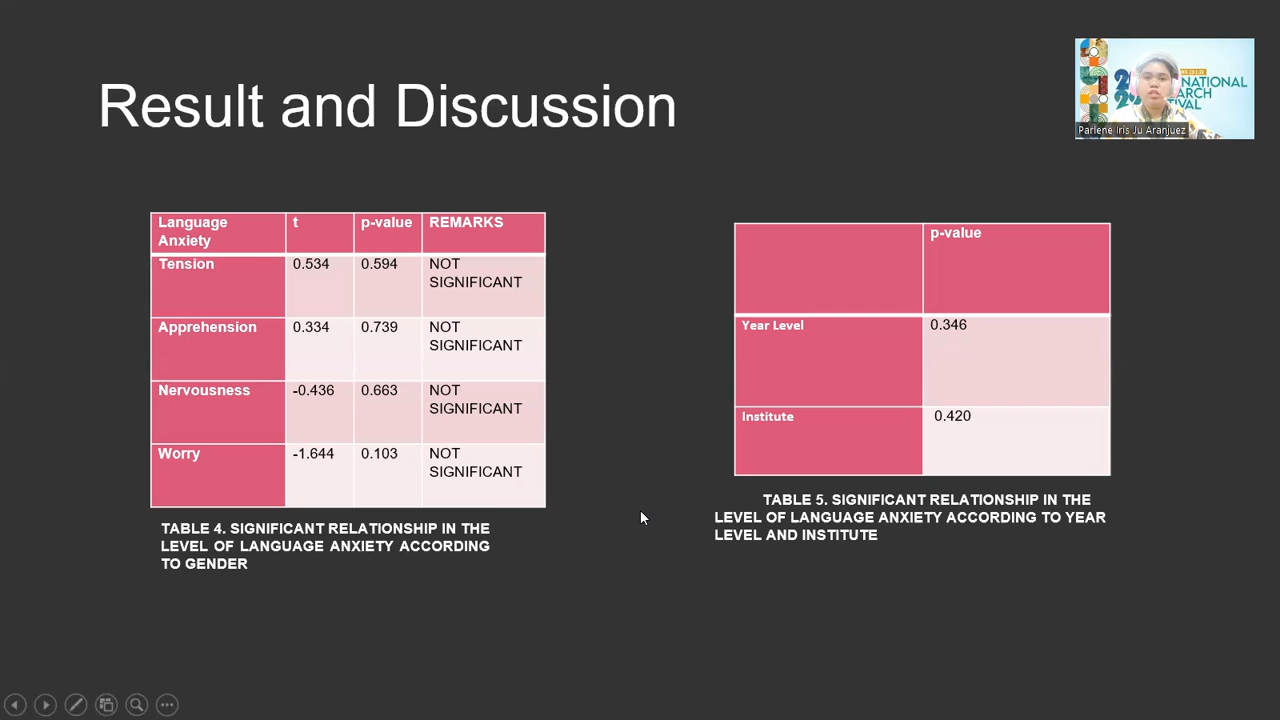 Result and Discussion
NATIONAL
ARCH
TIVAL
Parlene Iris Ju Aranjuez
Language Anxiety t p-value REMARKS
Tension 0.534 0.594 NOT SIGNIFICANT
Apprehension 0.334 0.739 NOT SIGNIFICANT
Nervousness -0.436 0.663 NOT SIGNIFICANT
Worry -1.644 0.103 NOT SIGNIFICANT
TABLE 4. SIGNIFICANT RELATIONSHIP IN THE
LEVEL OF LANGUAGE ANXIETY ACCORDING
TO GENDER
p-value
Year Level 0.346
Institute 0.420
TABLE 5. SIGNIFICANT RELATIONSHIP IN THE
LEVEL OF LANGUAGE ANXIETY ACCORDING TO YEAR
LEVEL AND INSTITUTE